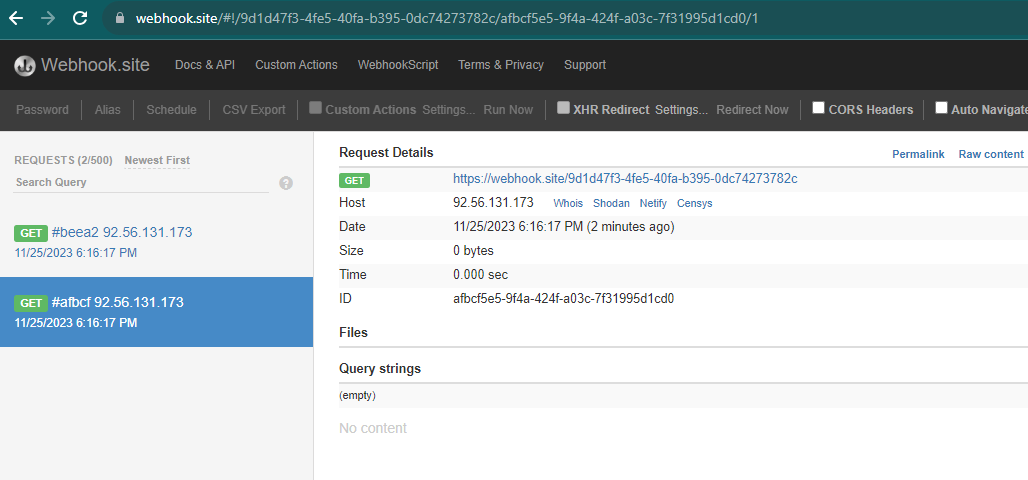 webhook.site/#!/9d1d47f3-4fe5-40fa-b395-0dc74273782c/afbcf5e5-9f4a-424f-a03c-7f31995d1cd0/1
Webhook.site Docs & API Custom Actions WebhookScript Terms & Privacy Support
Password Alias Schedule CSV Export Custom Actions Settings... Run Now XHR Redirect Settings... Redirect Now CORS Headers Auto Navigate
REQUESTS (2/500) Newest First
Search Query ?
GET #beea2 92.56.131.173
11/25/2023 6:16:17 PM
GET #afbcf 92.56.131.173
11/25/2023 6:16:17 PM
Request Details Permalink Raw content
GET https://webhook.site/9d1d47f3-4fe5-40fa-b395-0dc74273782c
Host 92.56.131.173 Whois Shodan Netify Censys
Date 11/25/2023 6:16:17 PM (2 minutes ago)
Size 0 bytes
Time 0.000 sec
ID afbcf5e5-9f4a-424f-a03c-7f31995d1cd0
Files
Query strings
(empty)
No content